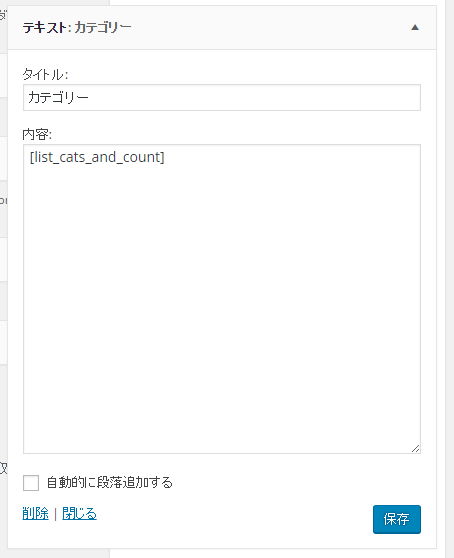 テキスト: カテゴリー
タイトル:
カテゴリー
内容:
[list_cats_and_count]
自動的に段落追加する
削除 | 閉じる
保存